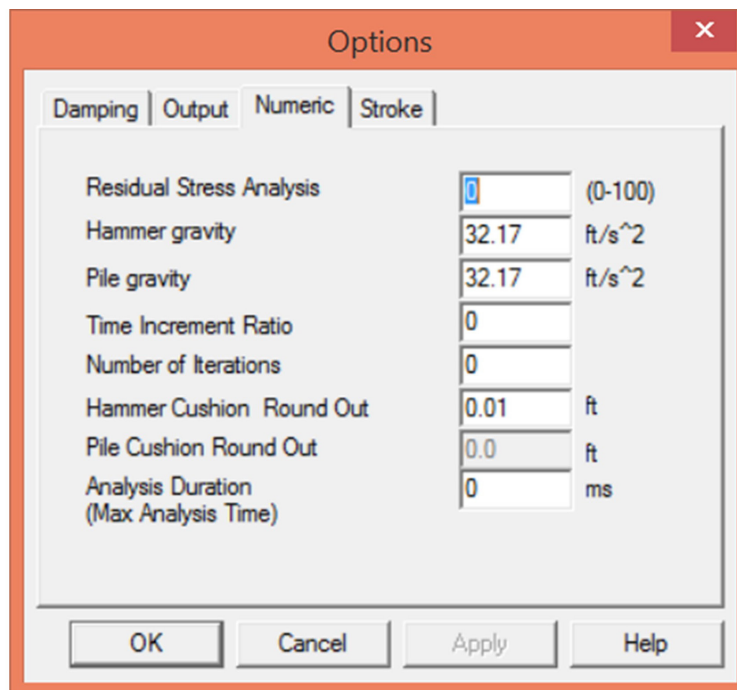 Options
Damping Output Numeric Stroke
Residual Stress Analysis 0 (0-100)
Hammer gravity 32.17 ft/s^2
Pile gravity 32.17 ft/s^2
Time Increment Ratio 0
Number of Iterations 0
Hammer Cushion Round Out 0.01 ft
Pile Cushion Round Out 0.0 ft
Analysis Duration 0 ms
(Max Analysis Time)
OK Cancel Apply Help